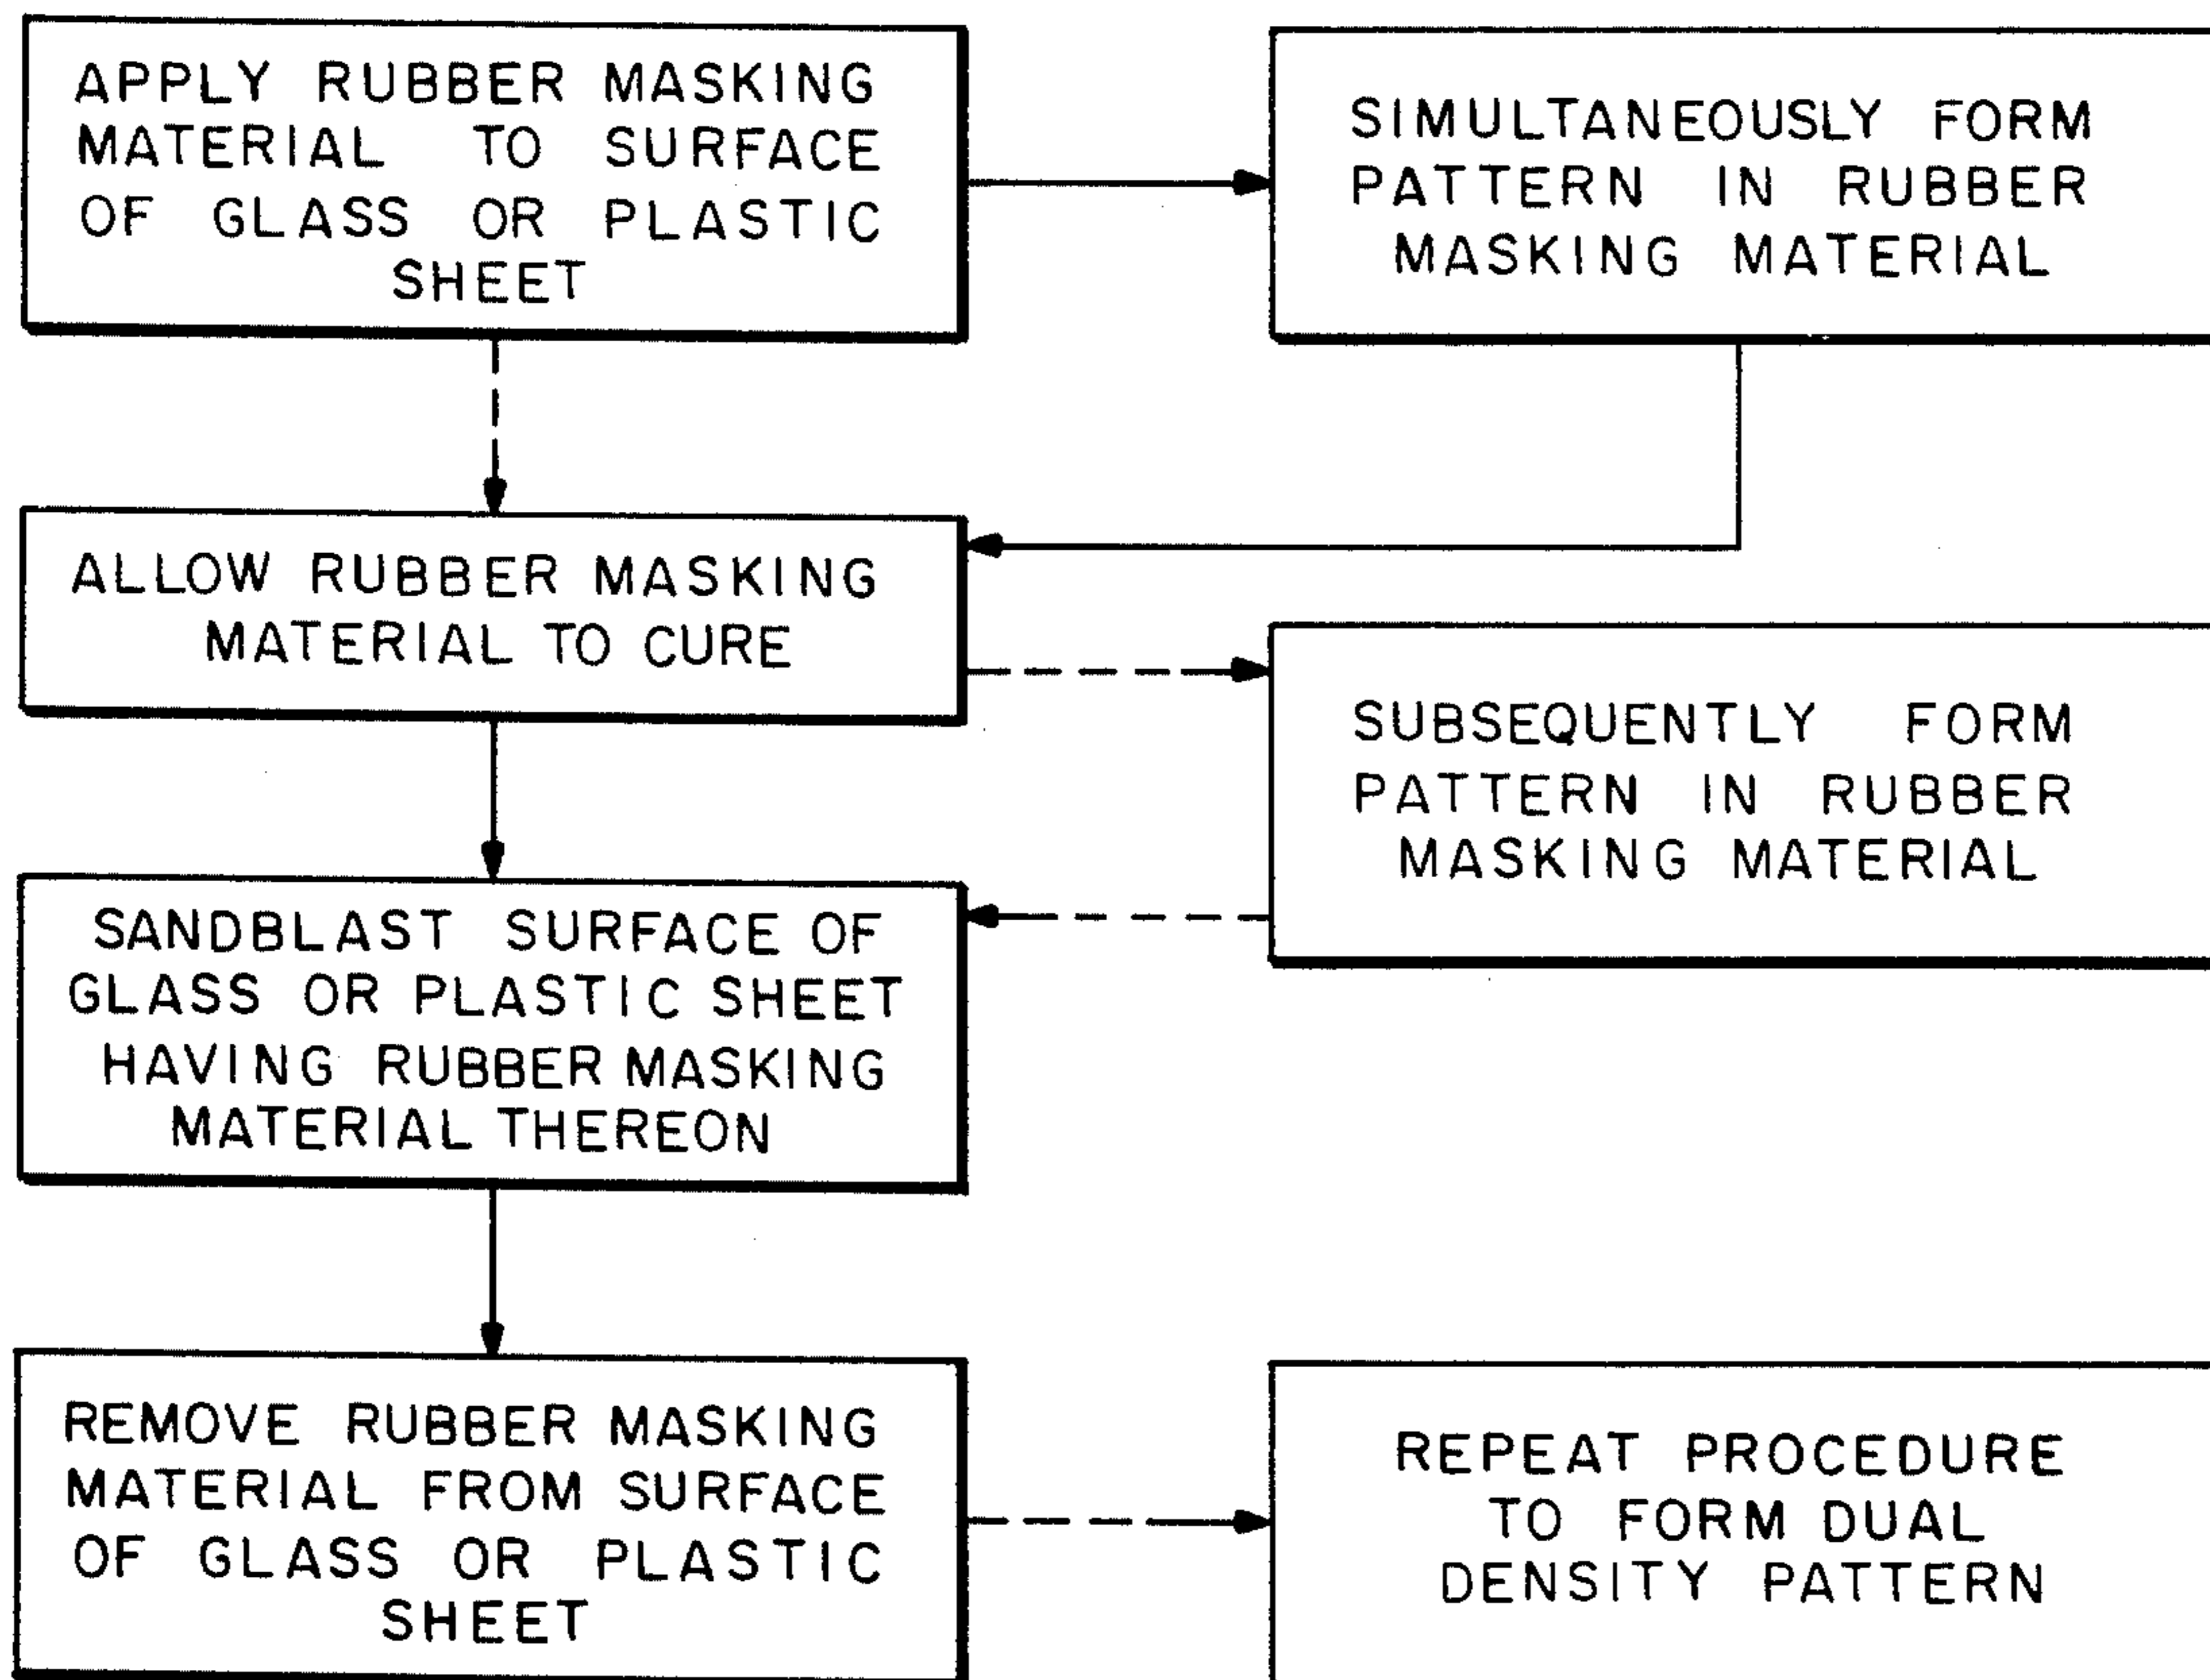 APPLY RUBBER MASKING
MATERIAL TO SURFACE
OF GLASS OR PLASTIC
SHEET
SIMULTANEOUSLY FORM
PATTERN IN RUBBER
MASKING MATERIAL
ALLOW RUBBER MASKING
MATERIAL TO CURE
SUBSEQUENTLY FORM
PATTERN IN RUBBER
MASKING MATERIAL
SANDBLAST SURFACE OF
GLASS OR PLASTIC SHEET
HAVING RUBBER MASKING
MATERIAL THEREON
REMOVE RUBBER MASKING
MATERIAL FROM SURFACE
OF GLASS OR PLASTIC
SHEET
REPEAT PROCEDURE
TO FORM DUAL
DENSITY PATTERN